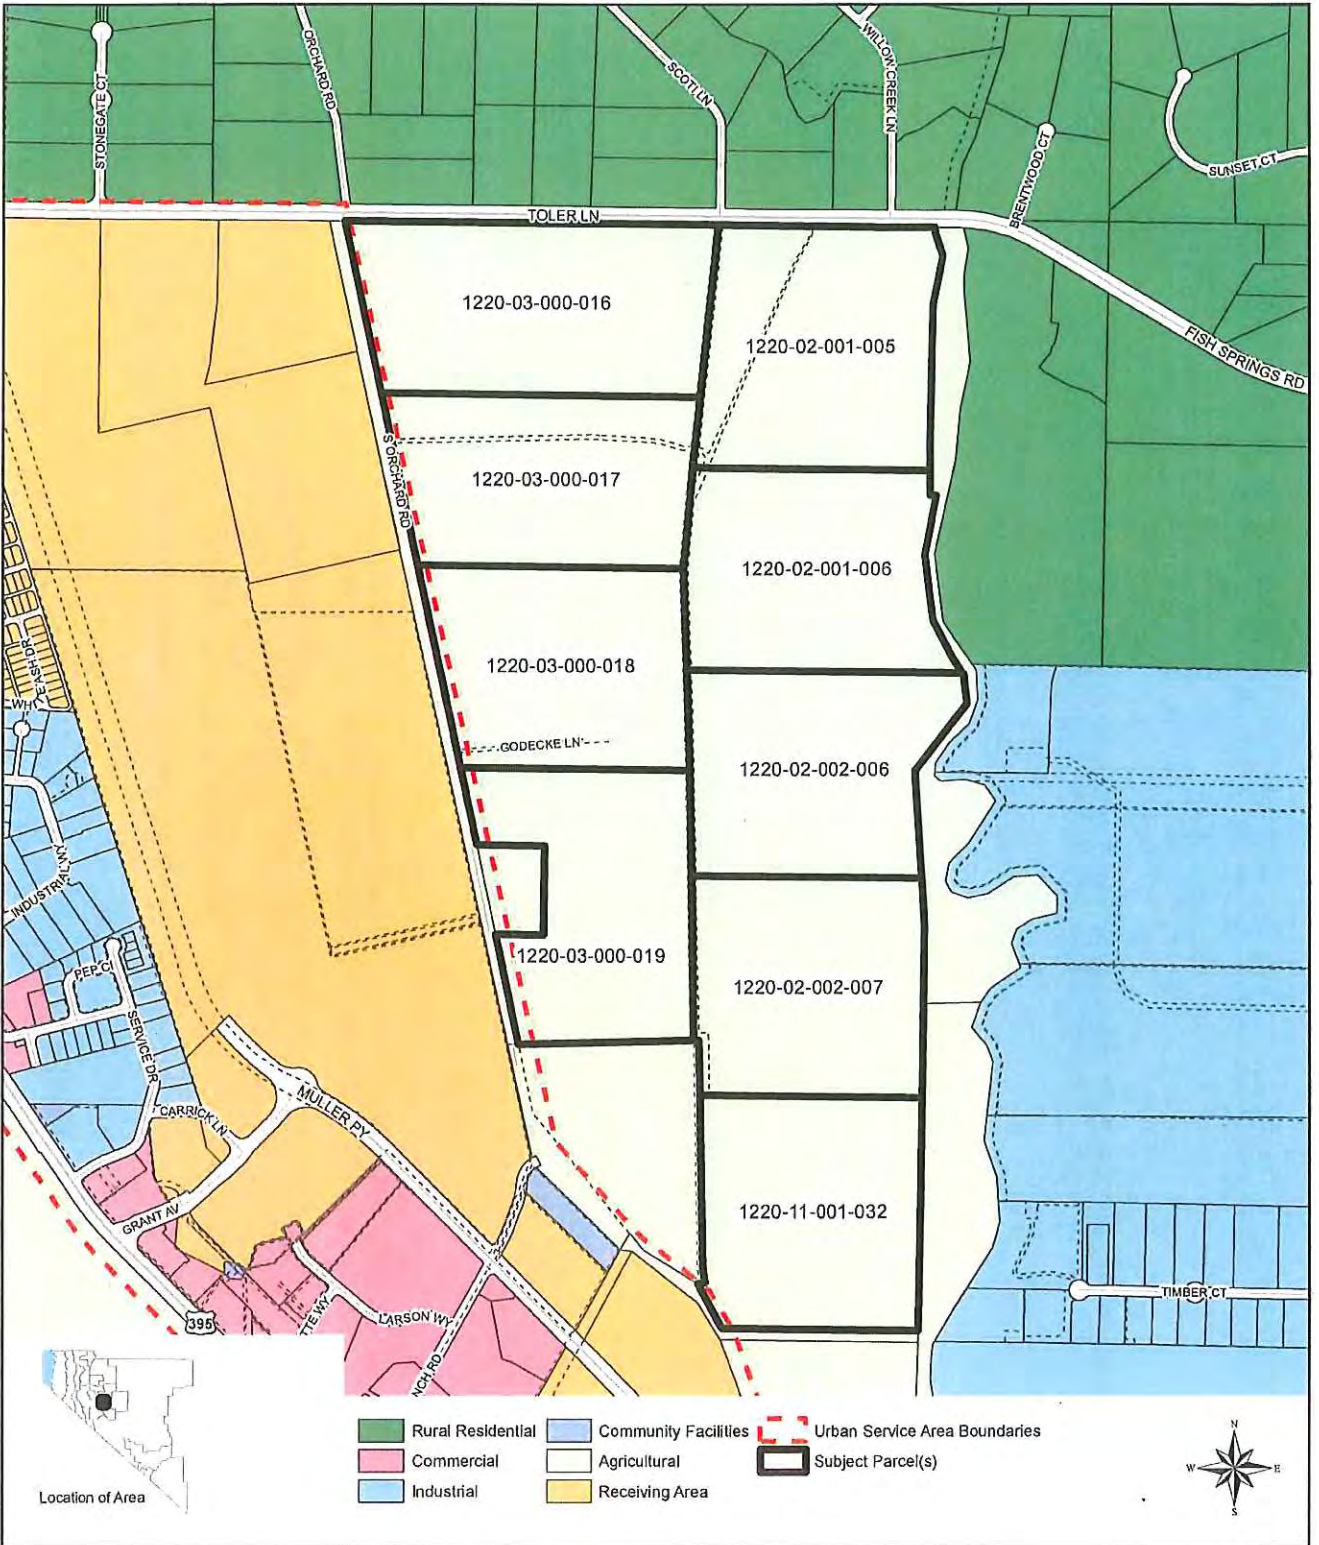 STONEGATE CT
ORCHARD RD
SCOTT LN
WILLOW CREEK LN
BRENTWOOD CT
SUNSET CT
TOLER LN
FISH SPRINGS RD
1220-03-000-016
1220-02-001-005
S ORCHARD RD
1220-03-000-017
1220-02-001-006
1220-03-000-018
GODECKE LN
1220-02-002-006
INDUSTRIAL WY
1220-03-000-019
1220-02-002-007
SERVICE DR
CARRICK LN
MULLER PY
GRANT AV
1220-11-001-032
LARSON WY
TIMBER CT
395
NCH RD
TTE WY
Location of Area
Rural Residential
Commercial
Industrial
Community Facilities
Agricultural
Receiving Area
Urban Service Area Boundaries
Subject Parcel(s)
N
W
E
S